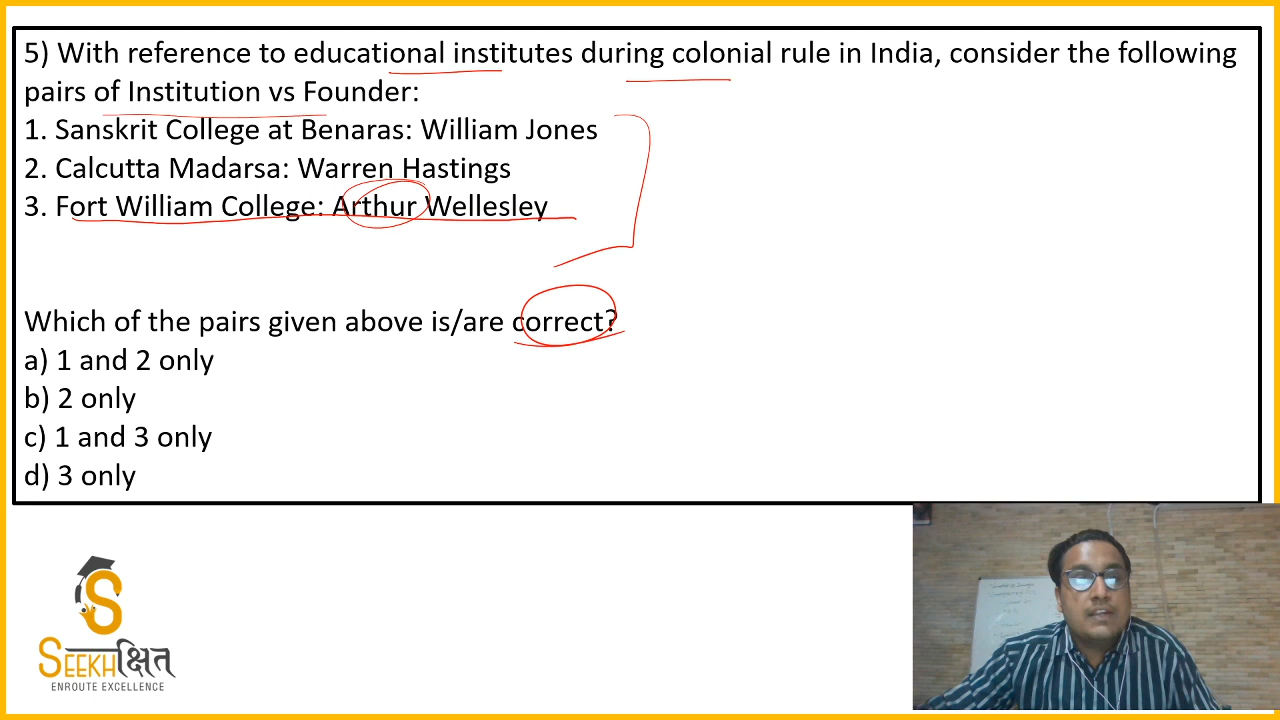 5) With reference to educational institutes during colonial rule in India, consider the following
pairs of Institution vs Founder:
1. Sanskrit College at Benaras: William Jones
2. Calcutta Madarsa: Warren Hastings
3. Fort William College: Arthur Wellesley
Which of the pairs given above is/are correct?
a) 1 and 2 only
b) 2 only
c) 1 and 3 only
d) 3 only
S
SEEKHक्षित
ENROUTE EXCELLENCE